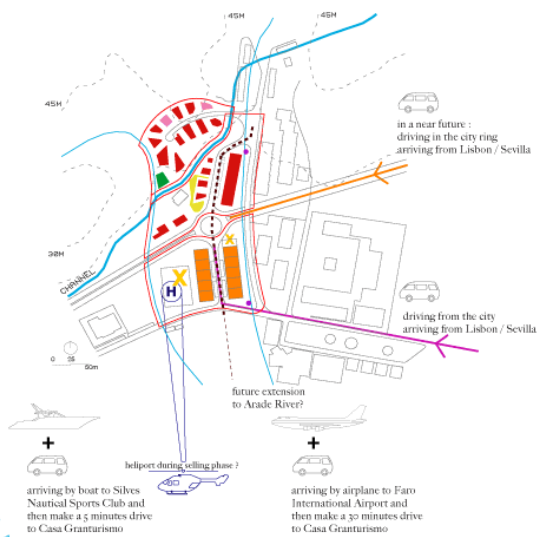 45M
45M
45M
in a near future :
driving in the city ring
arriving from Lisbon / Sevilla
30M
CHANNEL
H
X
X
driving from the city
arriving from Lisbon / Sevilla
0 25
50m
future extension
to Arade River?
+
+
heliport during selling phase ?
arriving by boat to Silves
Nautical Sports Club and
then make a 5 minutes drive
to Casa Granturismo
arriving by airplane to Faro
International Airport and
then make a 30 minutes drive
to Casa Granturismo